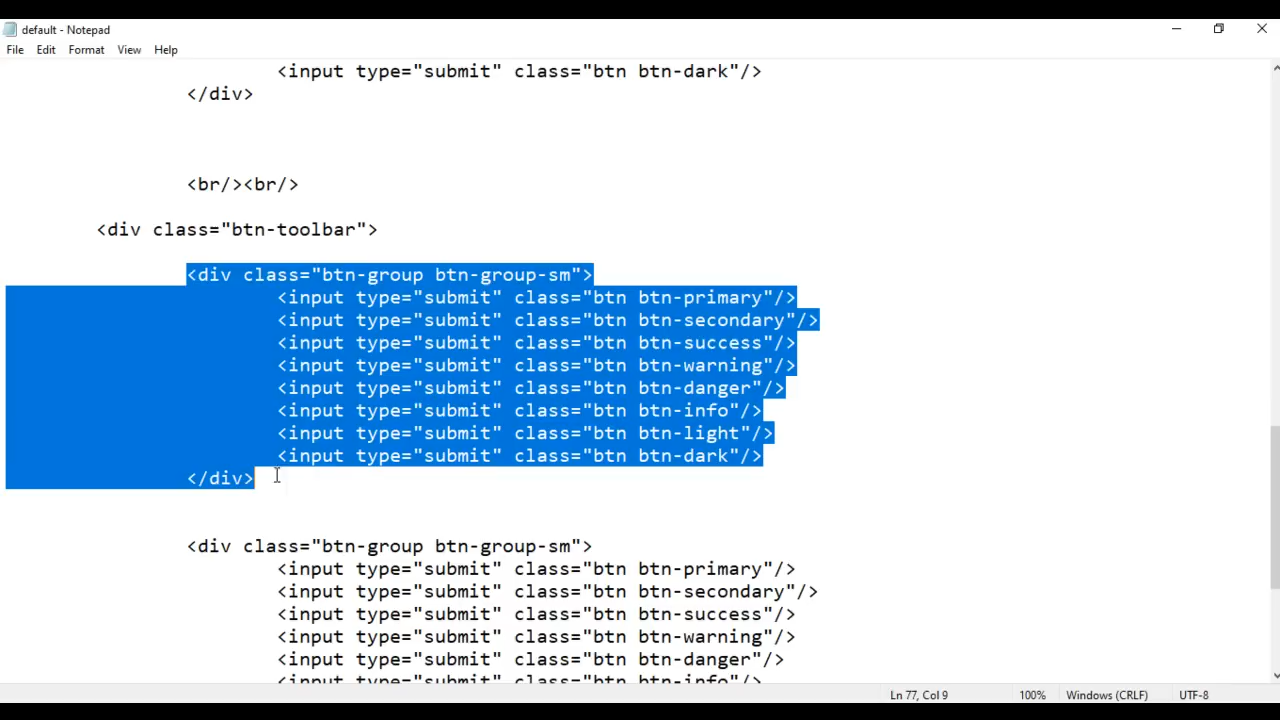 default - Notepad
File Edit Format View Help
<input type="submit" class="btn btn-dark"/>
</div>
<br/><br/>
<div class="btn-toolbar">
<div class="btn-group btn-group-sm">
<input type="submit" class="btn btn-primary"/>
<input type="submit" class="btn btn-secondary"/>
<input type="submit" class="btn btn-success"/>
<input type="submit" class="btn btn-warning"/>
<input type="submit" class="btn btn-danger"/>
<input type="submit" class="btn btn-info"/>
<input type="submit" class="btn btn-light"/>
<input type="submit" class="btn btn-dark"/>
</div>
<div class="btn-group btn-group-sm">
<input type="submit" class="btn btn-primary"/>
<input type="submit" class="btn btn-secondary"/>
<input type="submit" class="btn btn-success"/>
<input type="submit" class="btn btn-warning"/>
<input type="submit" class="btn btn-danger"/>
<input type="submit" class="btn btn-info"/>
Ln 77, Col 9 100% Windows (CRLF) UTF-8